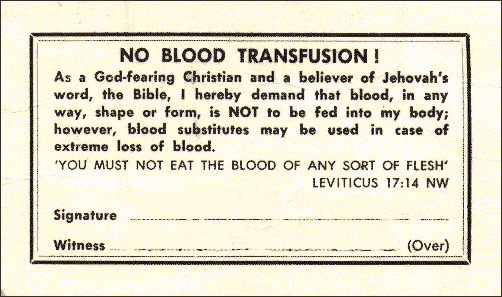 NO BLOOD TRANSFUSION!
As a God-fearing Christian and a believer of Jehovah's
word, the Bible, I hereby demand that blood, in any
way, shape or form, is NOT to be fed into my body;
however, blood substitutes may be used in case of
extreme loss of blood.
'YOU MUST NOT EAT THE BLOOD OF ANY SORT OF FLESH'
LEVITICUS 17:14 NW
Signature
Witness (Over)